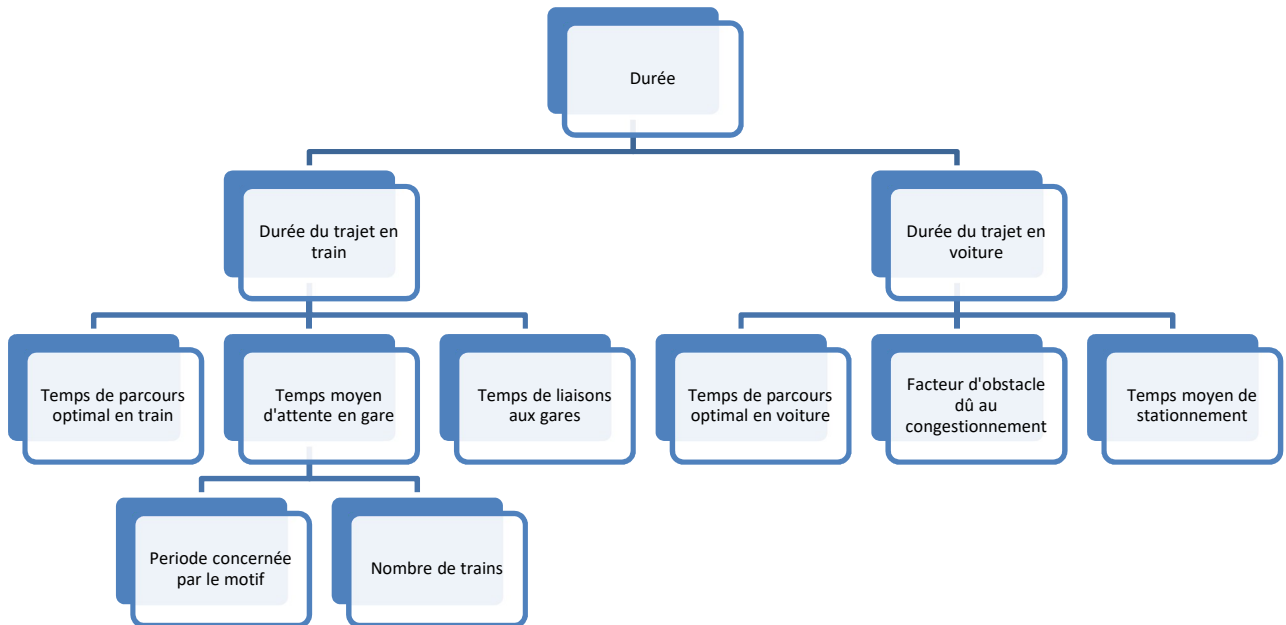 Durée
Durée du trajet en
train
Durée du trajet en
voiture
Temps de parcours
optimal en train
Temps moyen
d'attente en gare
Temps de liaisons
aux gares
Temps de parcours
optimal en voiture
Facteur d'obstacle
dû au
congestionnement
Temps moyen de
stationnement
Periode concernée
par le motif
Nombre de trains